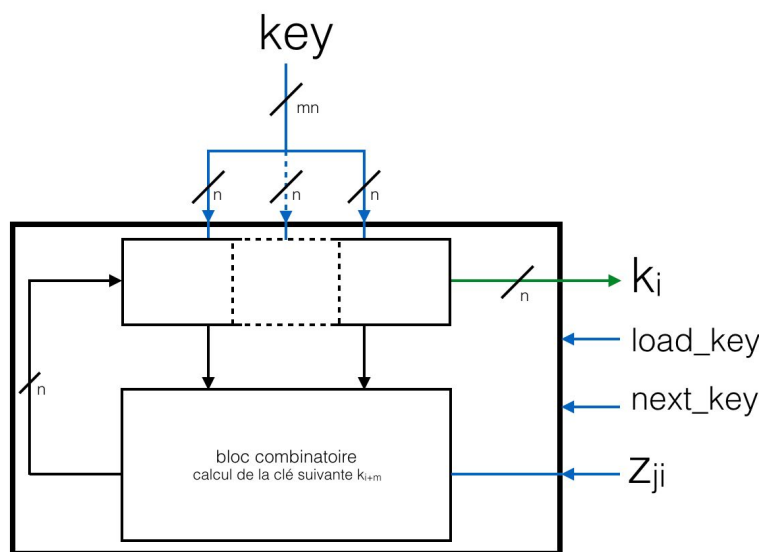 key
mn
n
n
n
n
ki
load_key
n
next_key
bloc combinatoire
calcul de la clé suivante ki+m
zji